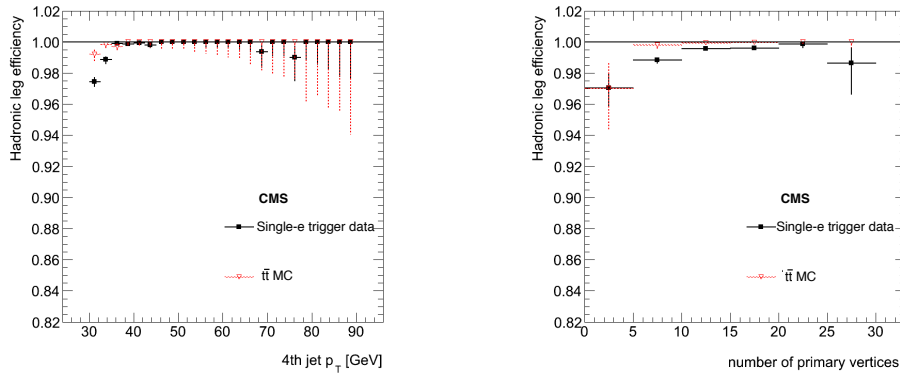 Hadronic leg efficiency
1.02
1.00
0.98
0.96
0.94
0.92
0.90
0.88
0.86
0.84
0.82
CMS
Single-e trigger data
tt̄ MC
30 40 50 60 70 80 90
4th jet p_T [GeV]
Hadronic leg efficiency
1.02
1.00
0.98
0.96
0.94
0.92
0.90
0.88
0.86
0.84
0.82
CMS
Single-e trigger data
tt̄ MC
0 5 10 15 20 25 30
number of primary vertices